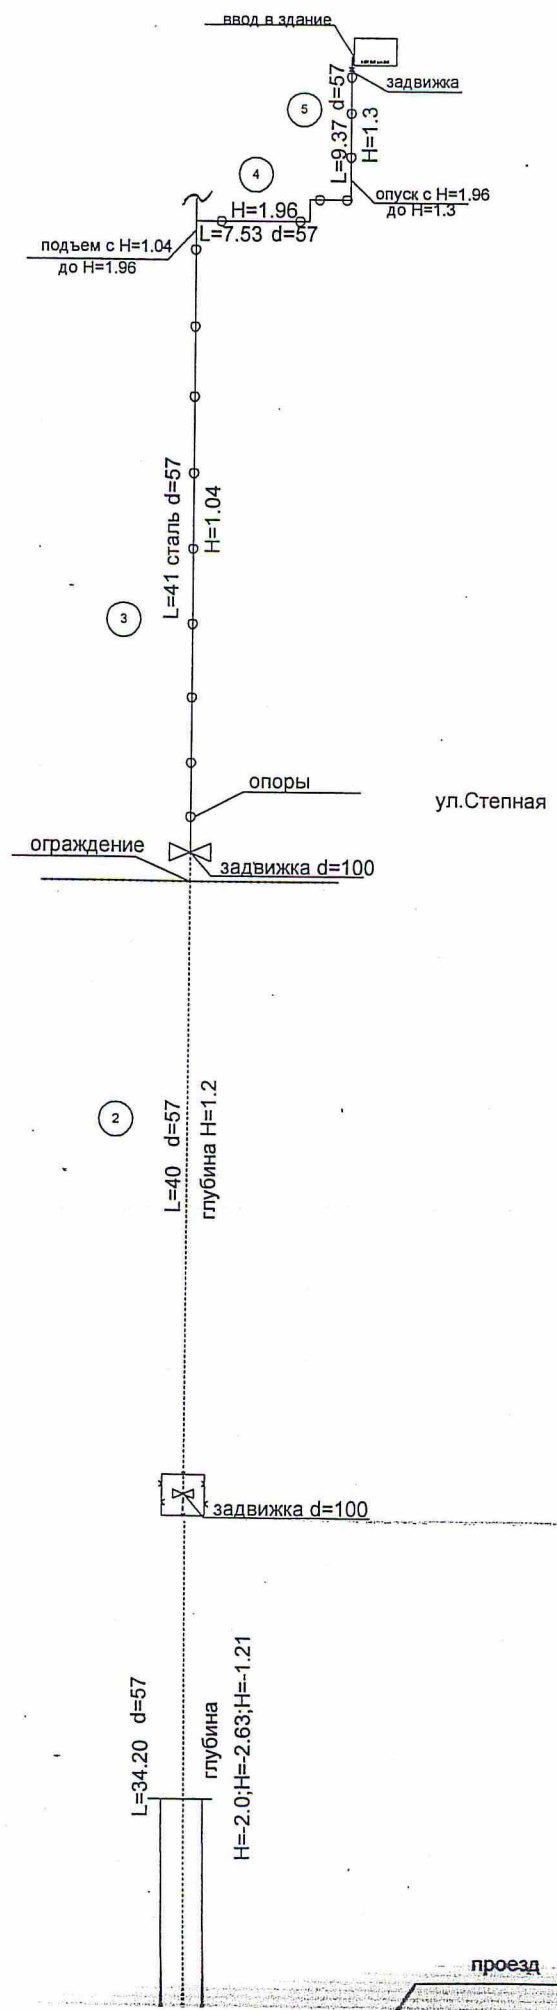 ввод в здание
задвижка
5
L=9.37 d=57
H=1.3
4
опуск с H=1.96
до H=1.3
H=1.96
L=7.53 d=57
подъем с H=1.04
до H=1.96
L=41 сталь d=57
H=1.04
3
опоры
ул.Степная
ограждение
задвижка d=100
2
L=40 d=57
глубина H=1.2
задвижка d=100
L=34.20 d=57
глубина
H=-2.0;H=-2.63;H=-1.21
проезд